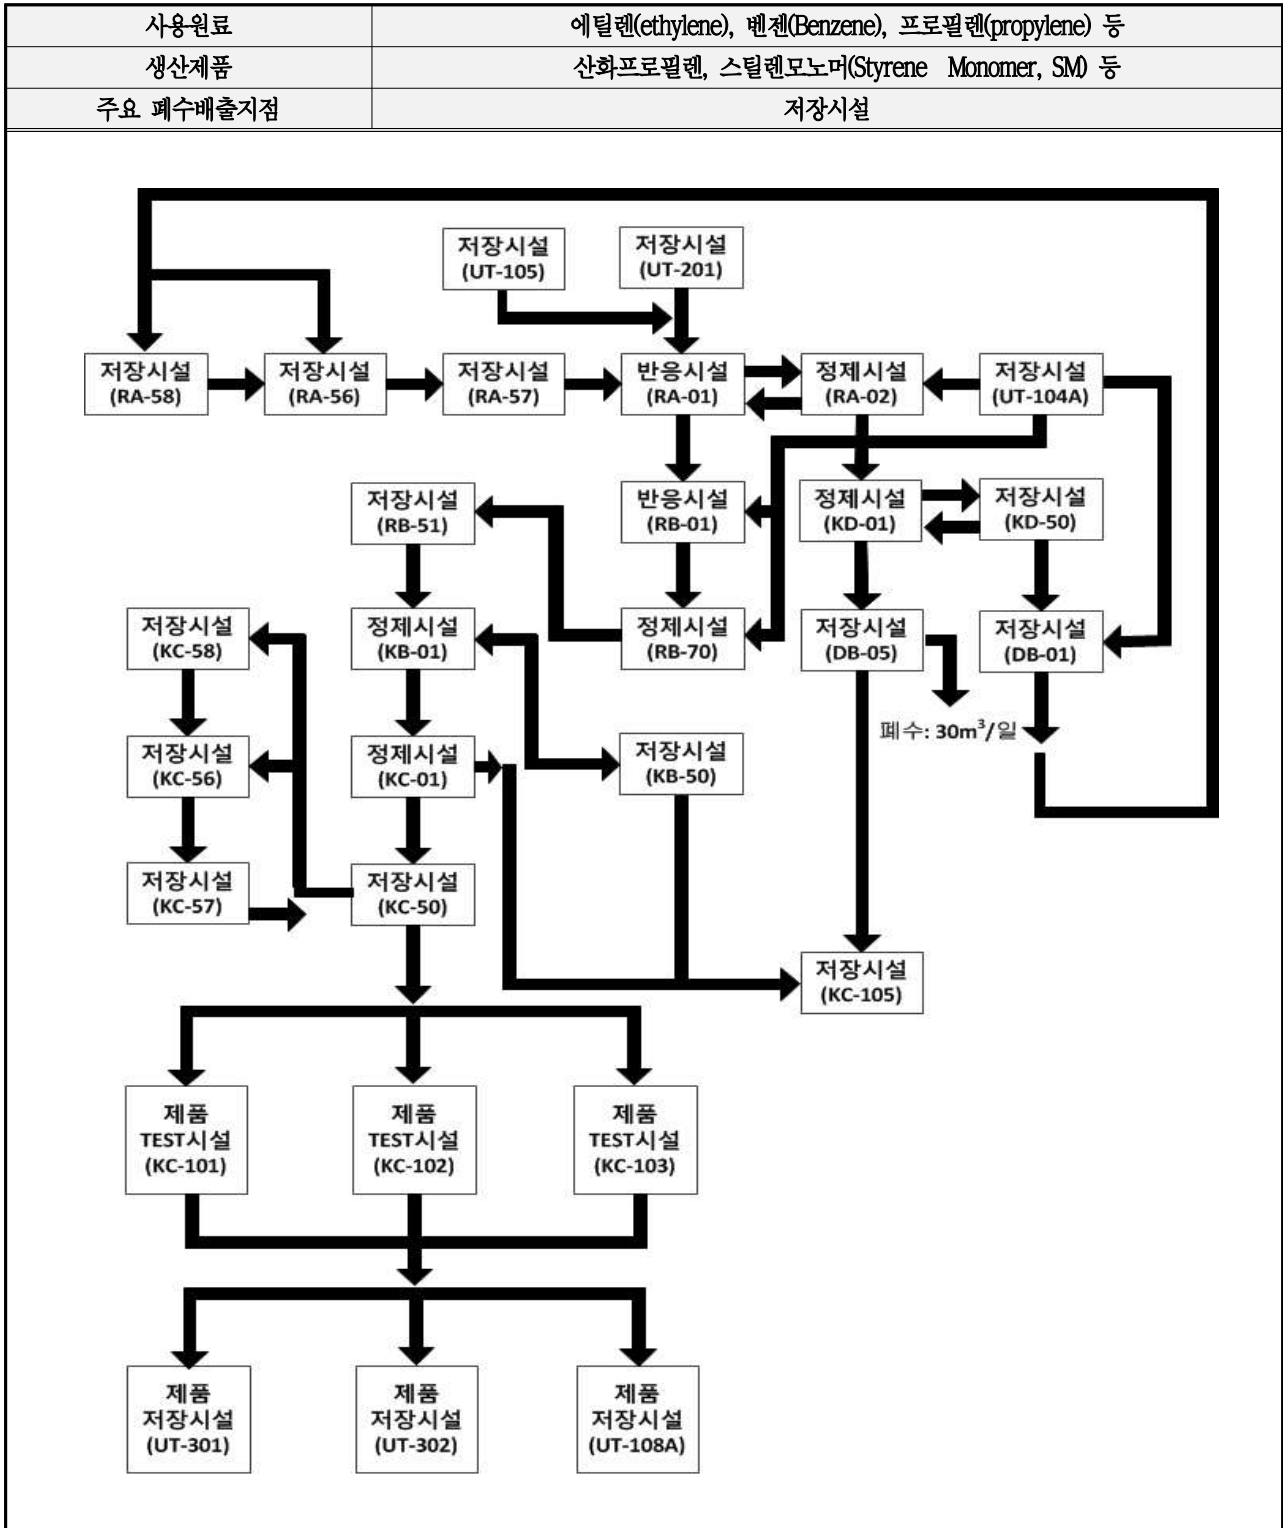 사용원료 에틸렌(ethylene), 벤젠(Benzene), 프로필렌(propylene) 등
생산제품 산화프로필렌, 스틸렌모노머(Styrene Monomer, SM) 등
주요 폐수배출지점 저장시설
저장시설
(UT-105)
저장시설
(UT-201)
저장시설
(RA-58)
저장시설
(RA-56)
저장시설
(RA-57)
반응시설
(RA-01)
정제시설
(RA-02)
저장시설
(UT-104A)
저장시설
(RB-51)
반응시설
(RB-01)
정제시설
(KD-01)
저장시설
(KD-50)
저장시설
(KC-58)
정제시설
(KB-01)
정제시설
(RB-70)
저장시설
(DB-05)
저장시설
(DB-01)
폐수: 30m³/일
저장시설
(KC-56)
정제시설
(KC-01)
저장시설
(KB-50)
저장시설
(KC-57)
저장시설
(KC-50)
저장시설
(KC-105)
제품
TEST시설
(KC-101)
제품
TEST시설
(KC-102)
제품
TEST시설
(KC-103)
제품
저장시설
(UT-301)
제품
저장시설
(UT-302)
제품
저장시설
(UT-108A)